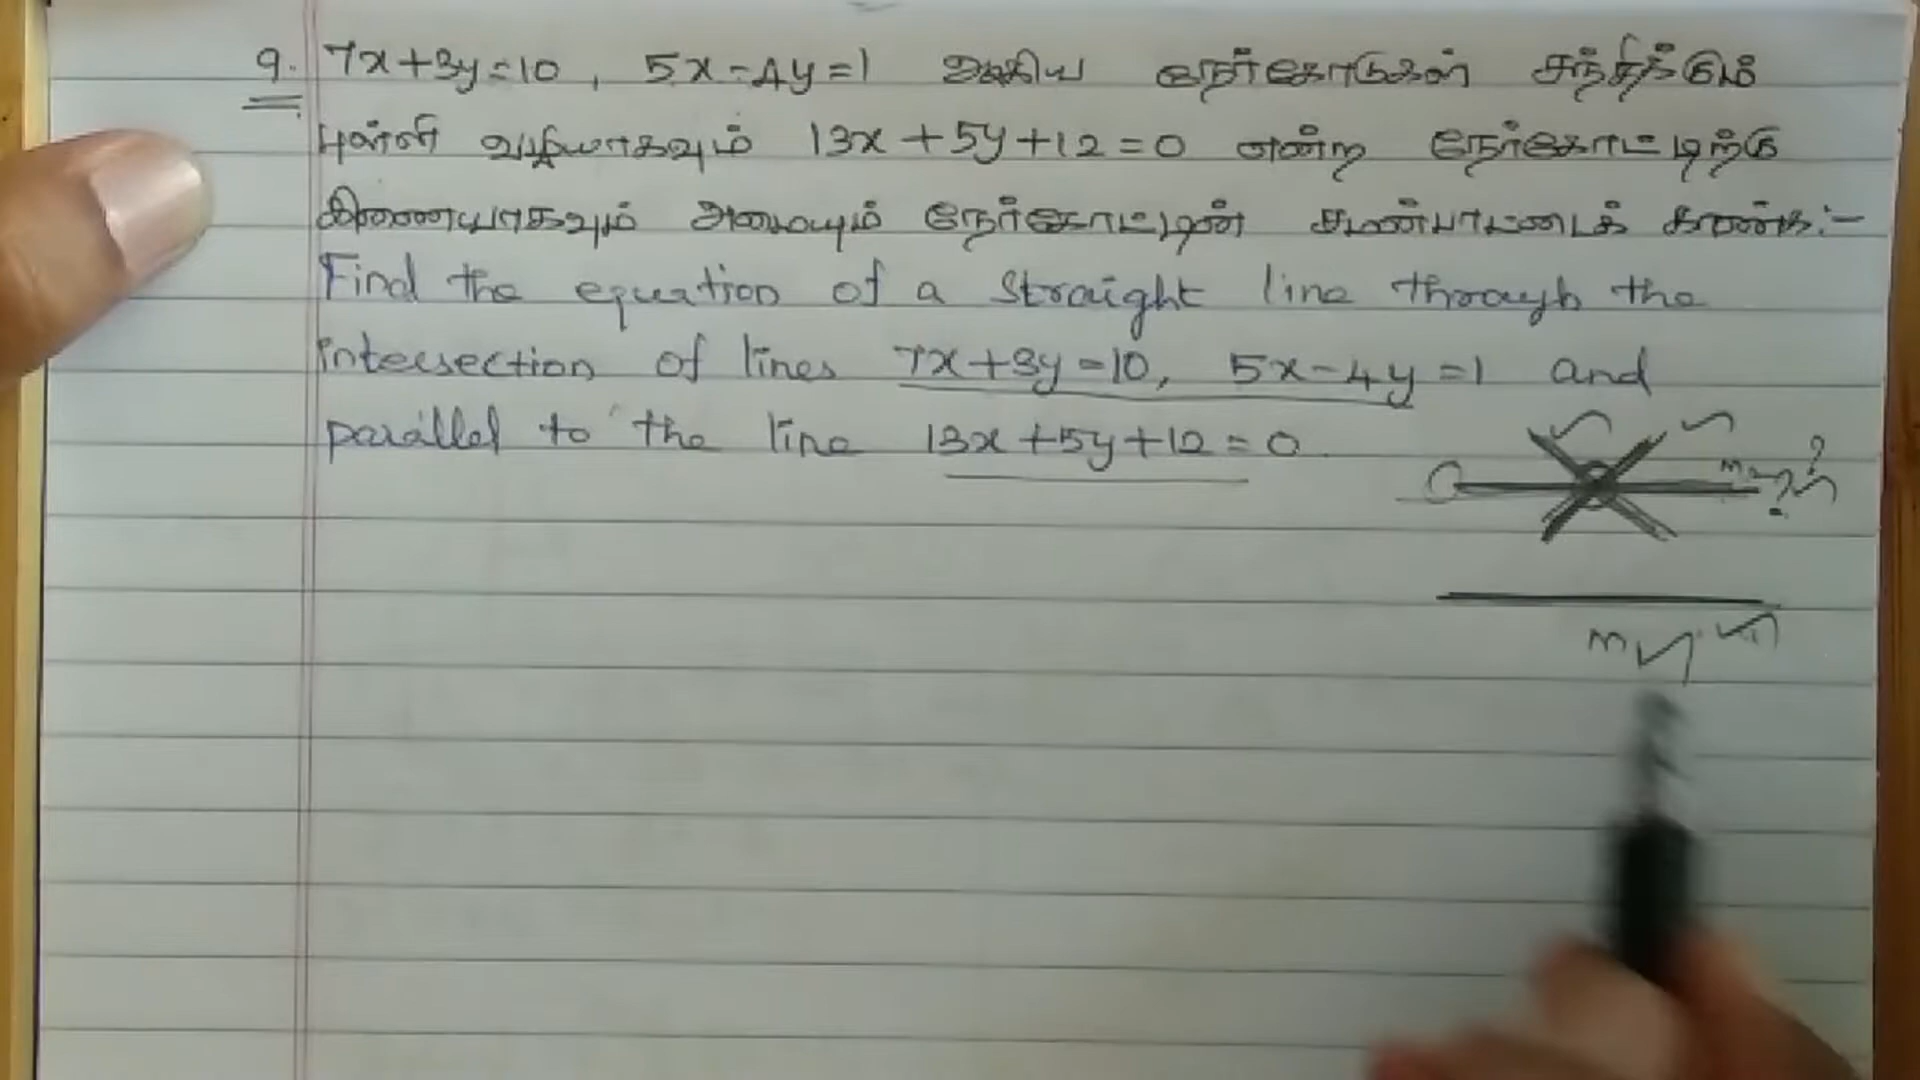 9. 7x+3y=10, 5x-4y=1 ஆகிய நேர்கோடுகள் சந்திக்கும்
புள்ளி வழியாகவும் 13x+5y+12=0 என்ற நேர்கோட்டிற்கு
இணையாகவும் அமையும் நேர்கோட்டின் சமன்பாட்டைக் காண்க:-
Find the equation of a straight line through the
intersection of lines 7x+3y=10, 5x-4y=1 and
parallel to the line 13x+5y+12=0.
m ?
m